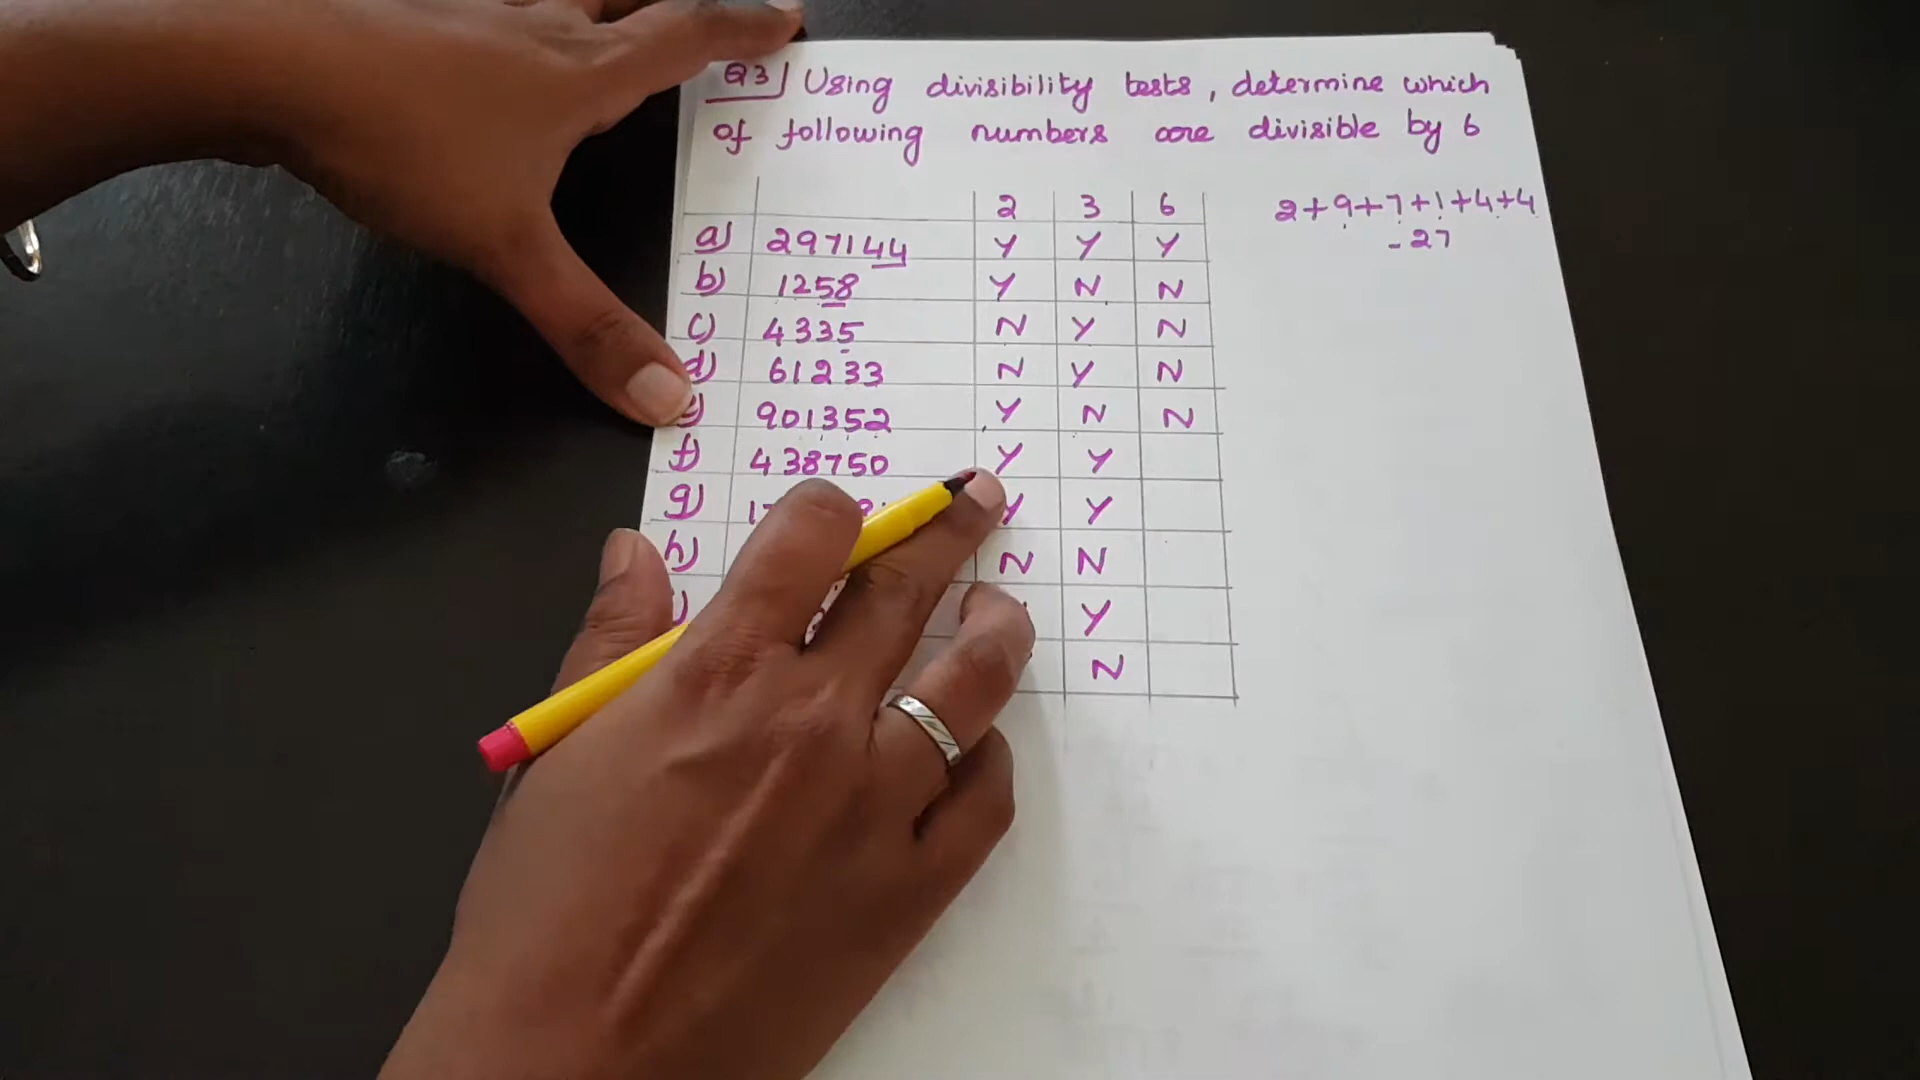 Q3) Using divisibility tests, determine which
of following numbers are divisible by 6
2 3 6
2+9+7+1+4+4
- 27
a) 297144 Y Y Y
b) 1258 Y N N
c) 4335 N Y N
d) 61233 N Y N
e) 901352 Y N N
f) 438750 Y Y
g) Y Y
h) N N
i) Y
N